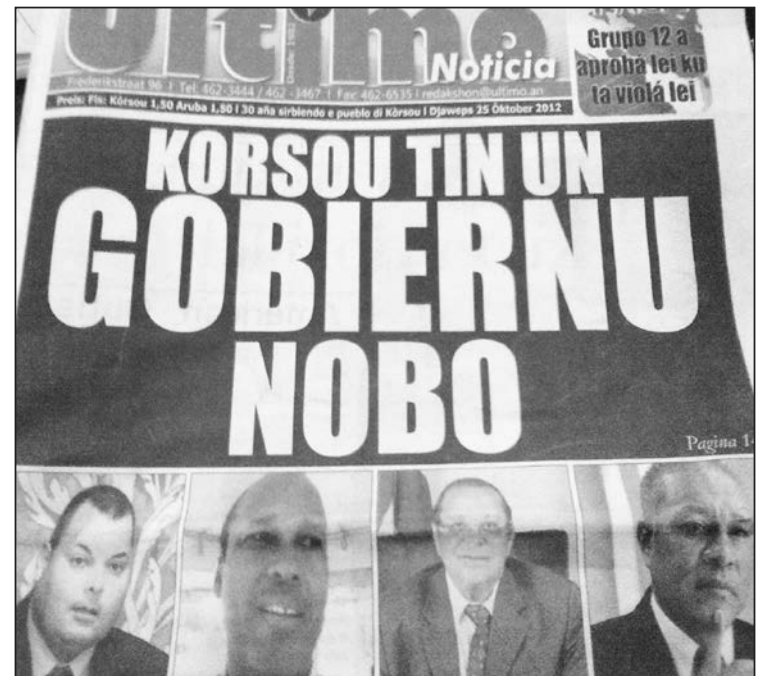 ultimo
Noticia
Grupo 12 a
aprobá lei ku
ta violá lei
Frederikstraat 96 I Tel 462-3444 / 462-3467 I Fax 462-6535 I redakshon@ultimo.an
Preis: Fls: Kòrsou 1,50 Aruba 1,50 I 30 aña sirbiendo e pueblo di Kòrsou I Djaweps 25 Òktober 2012
KORSOU TIN UN
GOBIERNU
NOBO
Pagina 1